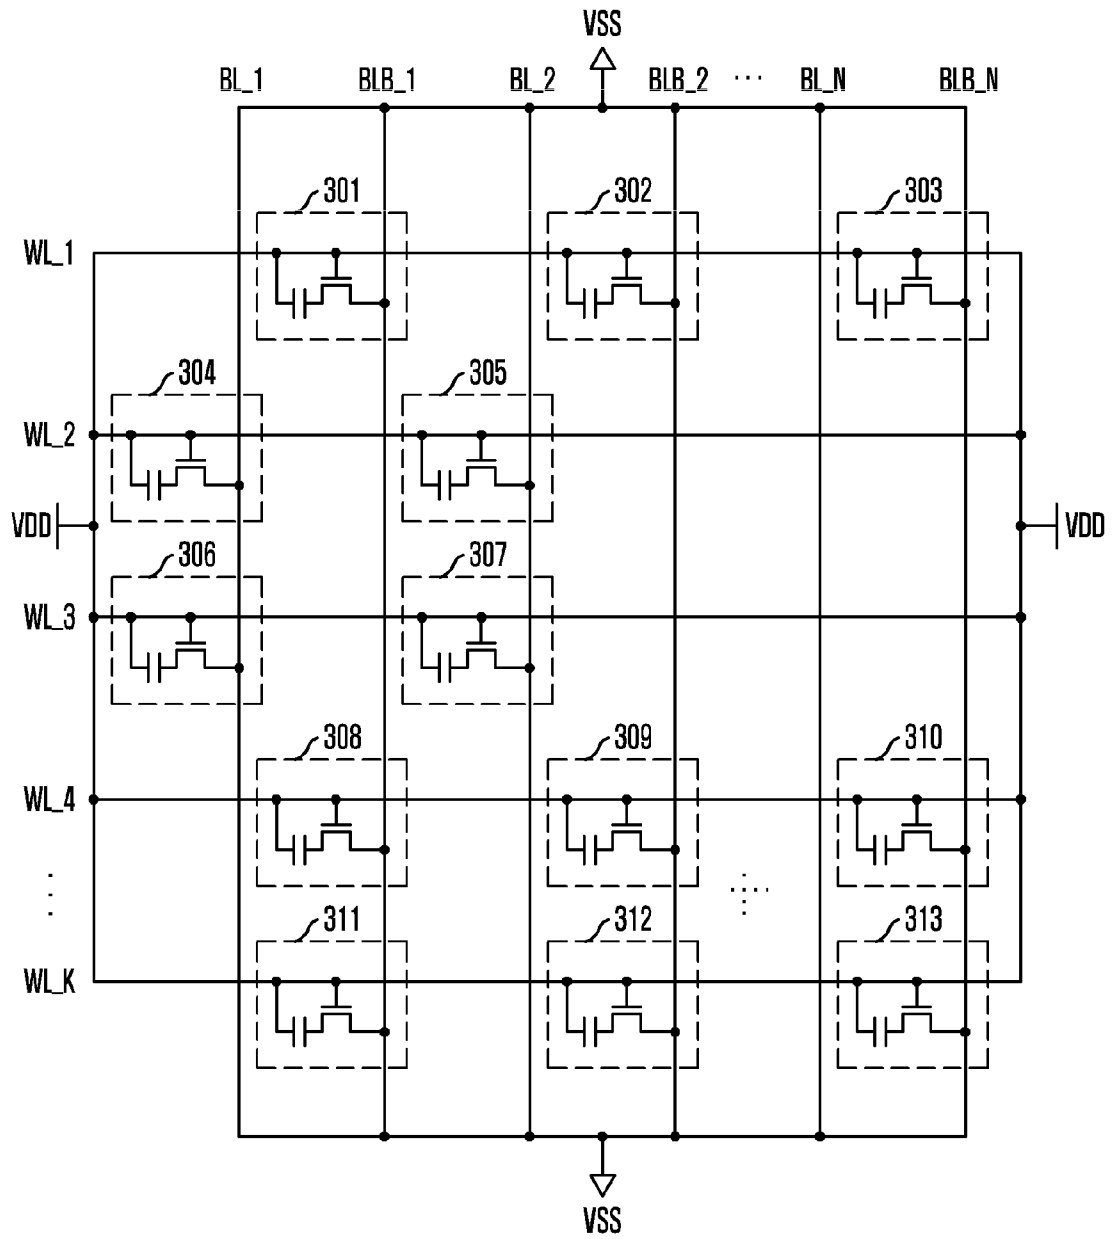 VSS
BL_1 BLB_1 BL_2 BLB_2 ... BL_N BLB_N
301 302 303
WL_1
304 305
WL_2
VDD VDD
306 307
WL_3
308 309 310
WL_4
311 312 313
WL_K
VSS